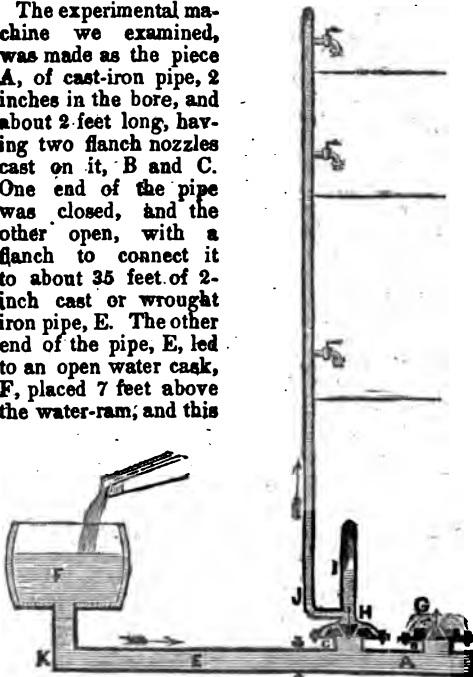 The experimental ma-
chine we examined,
was made as the piece
A, of cast-iron pipe, 2
inches in the bore, and
about 2 feet long, hav-
ing two flanch nozzles
cast on it, B and C.
One end of the pipe
was closed, and the
other open, with a
flanch to connect it
to about 35 feet of 2-
inch cast or wrought
iron pipe, E. The other
end of the pipe, E, led
to an open water cask,
F, placed 7 feet above
the water-ram; and this
F
I
J
H
G
K
E
A